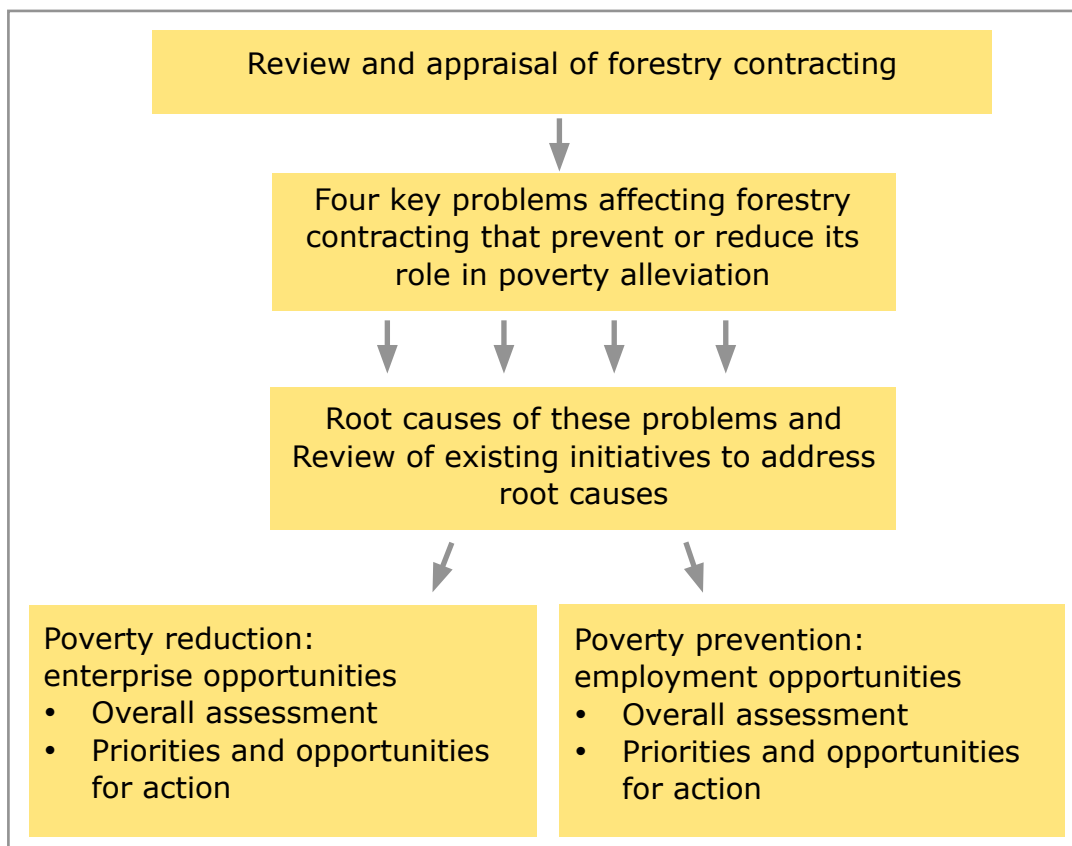 Review and appraisal of forestry contracting
Four key problems affecting forestry
contracting that prevent or reduce its
role in poverty alleviation
Root causes of these problems and
Review of existing initiatives to address
root causes
Poverty reduction:
enterprise opportunities
• Overall assessment
• Priorities and opportunities
for action
Poverty prevention:
employment opportunities
• Overall assessment
• Priorities and opportunities
for action